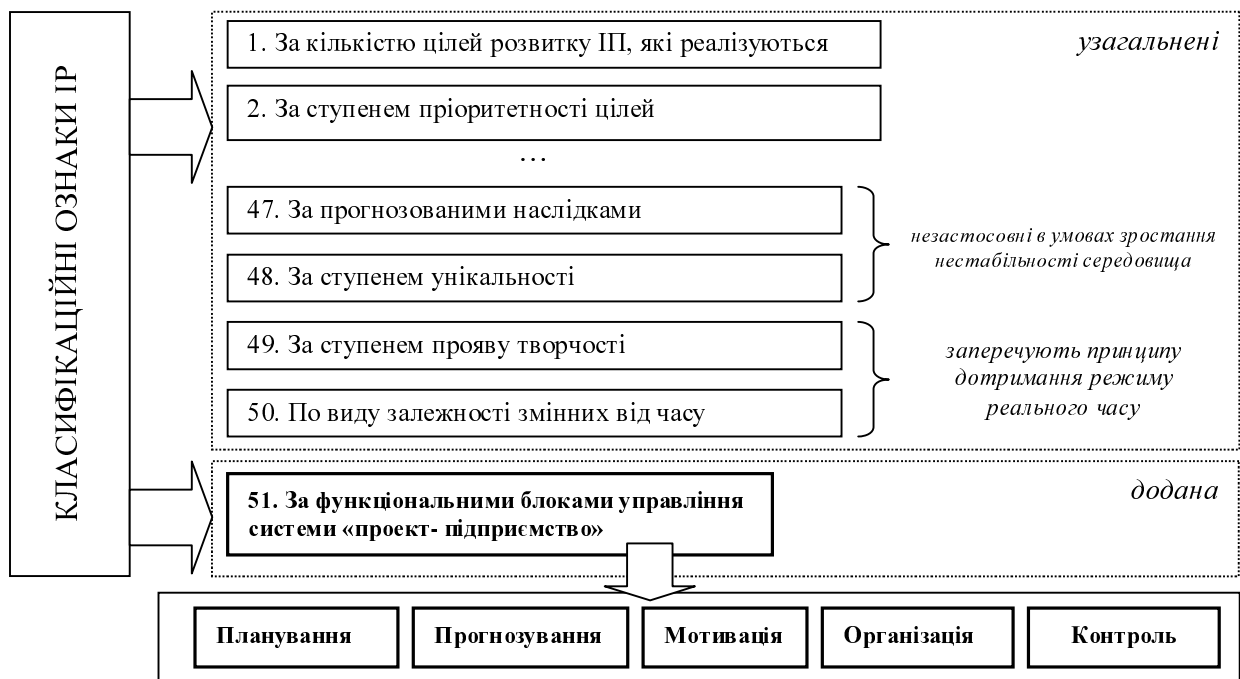 КЛАСИФІКАЦІЙНІ ОЗНАКИ ІР
узагальнені
1. За кількістю цілей розвитку ІП, які реалізуються
2. За ступенем пріоритетності цілей
…
47. За прогнозованими наслідками
48. За ступенем унікальності
незастосовні в умовах зростання
нестабільності середовища
49. За ступенем прояву творчості
50. По виду залежності змінних від часу
заперечують принципу
дотримання режиму
реального часу
додана
51. За функціональними блоками управління
системи «проект- підприємство»
Планування
Прогнозування
Мотивація
Організація
Контроль